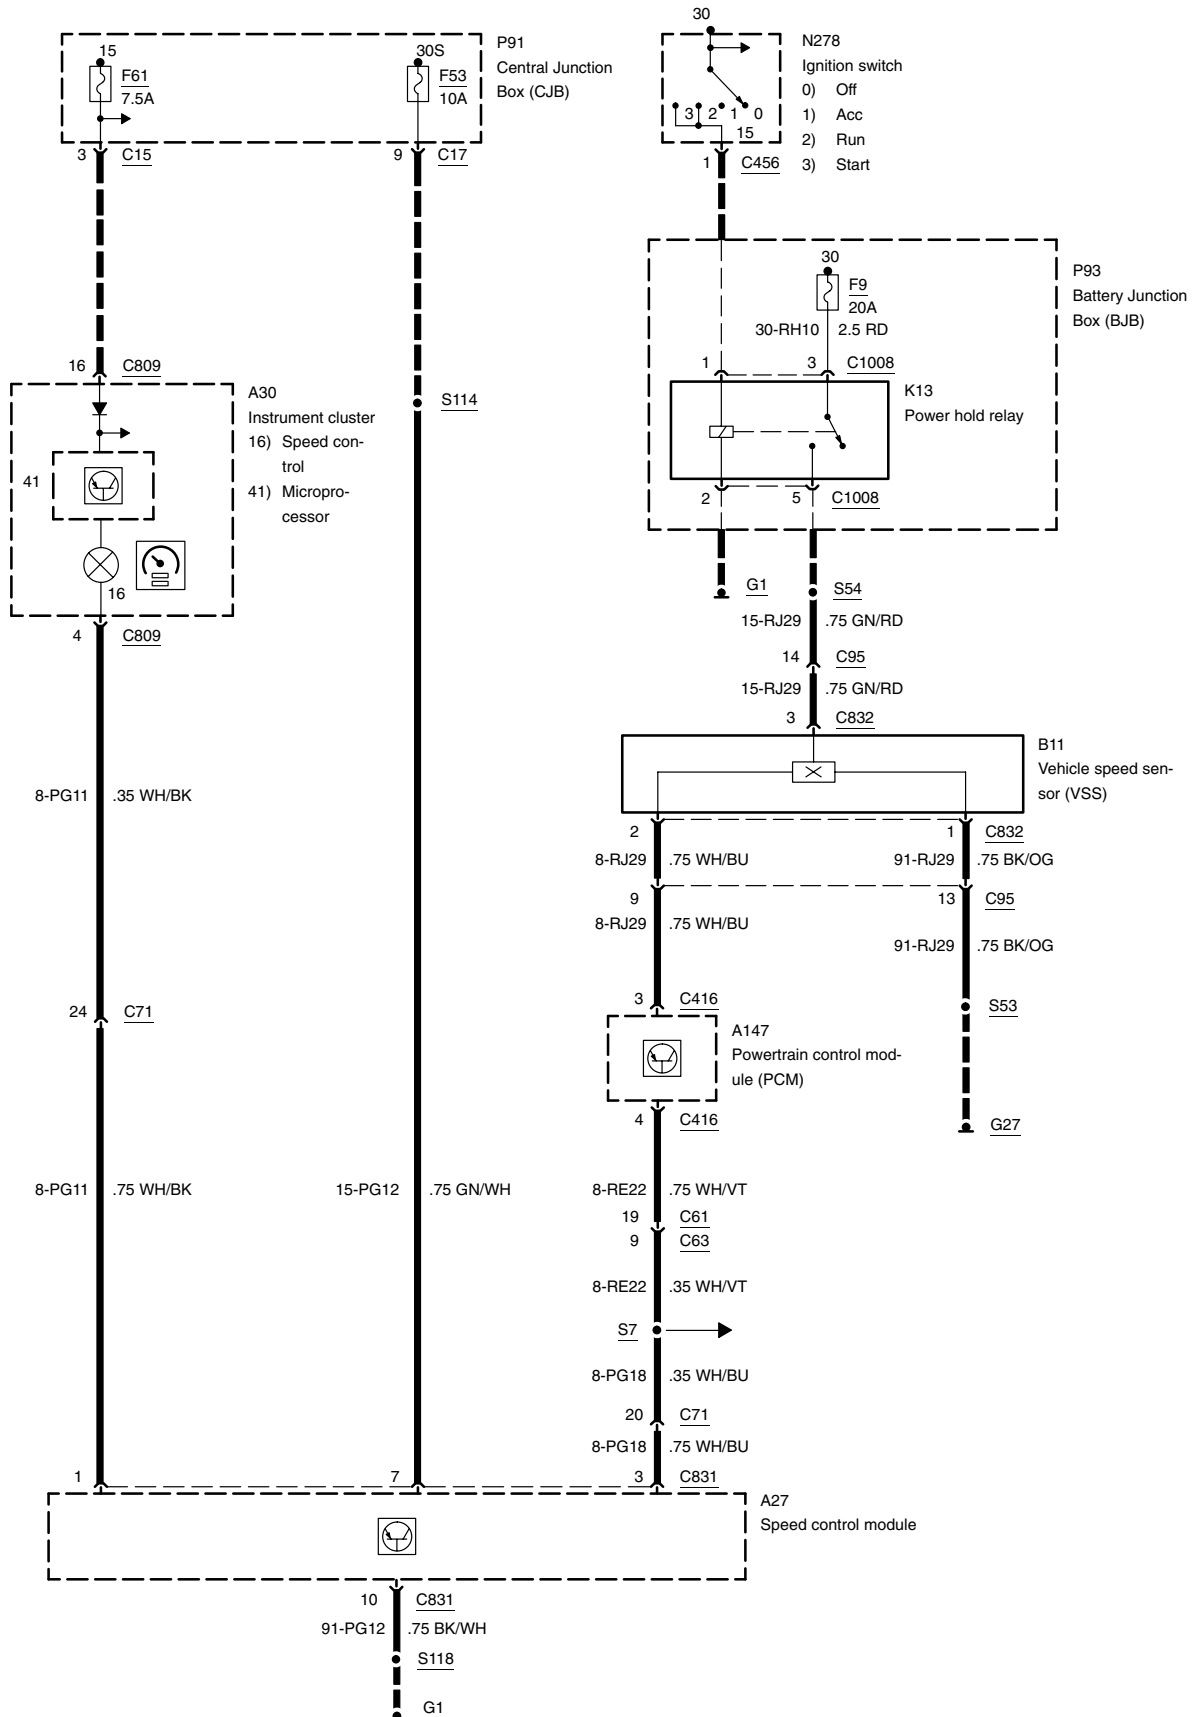 30
15
30S
P91
Central Junction
Box (CJB)
N278
Ignition switch
0) Off
1) Acc
2) Run
3) Start
F61
7.5A
F53
10A
3 2 1 0
15
3 C15
9 C17
1 C456
30
F9
20A
P93
Battery Junction
Box (BJB)
30-RH10 2.5 RD
16 C809
1 3 C1008
K13
Power hold relay
A30
Instrument cluster
16) Speed con-
trol
41) Micropro-
cessor
S114
41
16
2 5 C1008
G1
S54
15-RJ29 .75 GN/RD
4 C809
14 C95
15-RJ29 .75 GN/RD
3 C832
B11
Vehicle speed sen-
sor (VSS)
8-PG11 .35 WH/BK
2 1 C832
8-RJ29 .75 WH/BU
91-RJ29 .75 BK/OG
9 13 C95
8-RJ29 .75 WH/BU
91-RJ29 .75 BK/OG
24 C71
3 C416
S53
A147
Powertrain control mod-
ule (PCM)
4 C416
G27
8-PG11 .75 WH/BK
15-PG12 .75 GN/WH
8-RE22 .75 WH/VT
19 C61
9 C63
8-RE22 .35 WH/VT
S7
8-PG18 .35 WH/BU
20 C71
8-PG18 .75 WH/BU
1 7 3 C831
A27
Speed control module
10 C831
91-PG12 .75 BK/WH
S118
G1